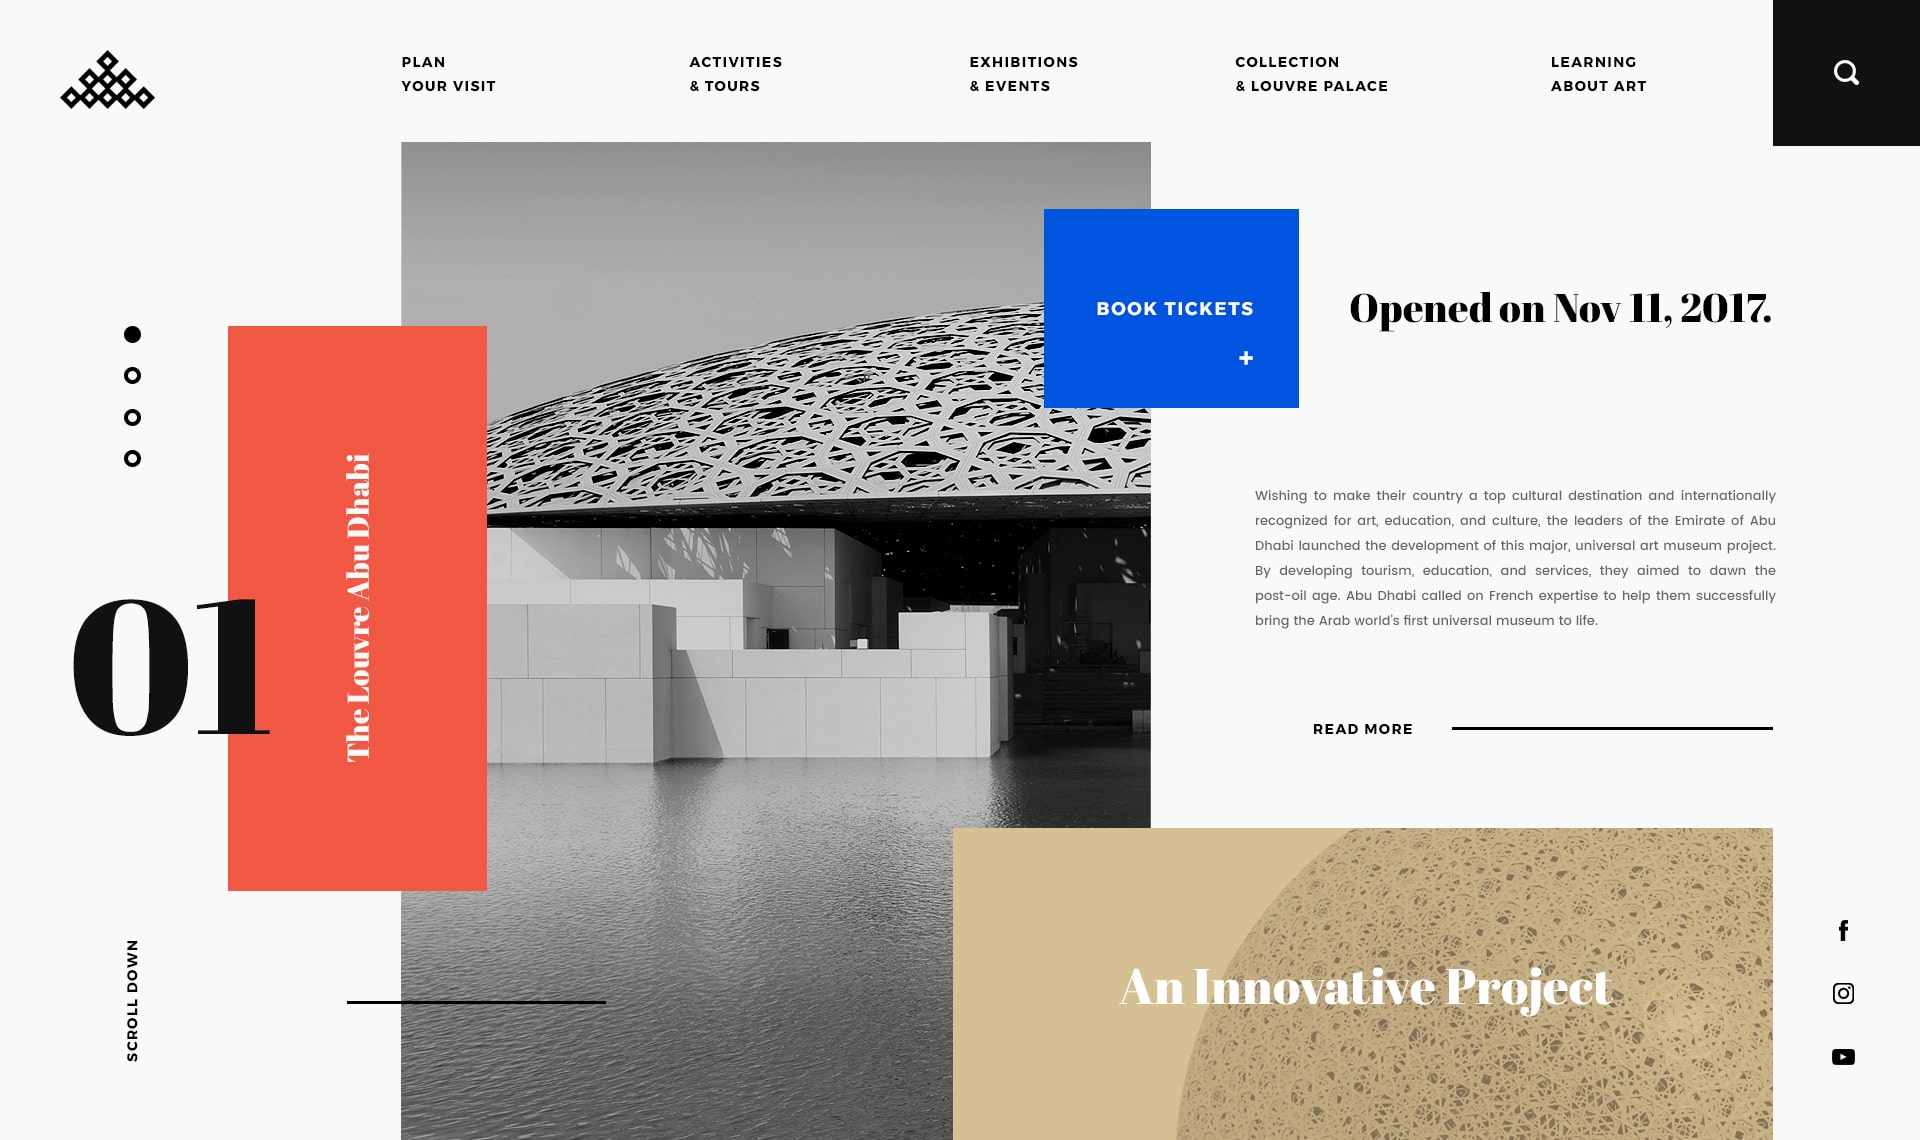 PLAN
YOUR VISIT
ACTIVITIES
& TOURS
EXHIBITIONS
& EVENTS
COLLECTION
& LOUVRE PALACE
LEARNING
ABOUT ART
BOOK TICKETS
+
Opened on Nov 11, 2017.
The Louvre Abu Dhabi
01
Wishing to make their country a top cultural destination and internationally
recognized for art, education, and culture, the leaders of the Emirate of Abu
Dhabi launched the development of this major, universal art museum project.
By developing tourism, education, and services, they aimed to dawn the
post-oil age. Abu Dhabi called on French expertise to help them successfully
bring the Arab world's first universal museum to life.
READ MORE
An Innovative Project
SCROLL DOWN